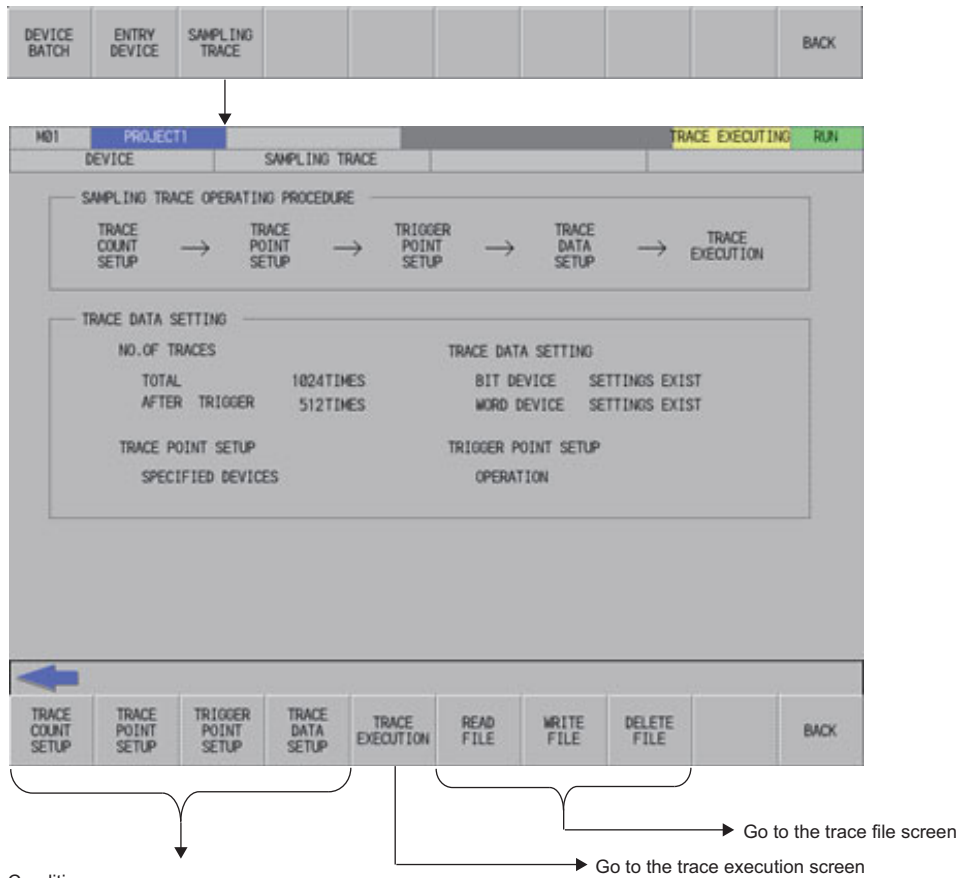 DEVICE BATCH
ENTRY DEVICE
SAMPLING TRACE
BACK
M01 PROJECT1 TRACE EXECUTING RUN
DEVICE SAMPLING TRACE
SAMPLING TRACE OPERATING PROCEDURE
TRACE COUNT SETUP → TRACE POINT SETUP → TRIGGER POINT SETUP → TRACE DATA SETUP → TRACE EXECUTION
TRACE DATA SETTING
NO.OF TRACES
TOTAL 1024TIMES
AFTER TRIGGER 512TIMES
TRACE POINT SETUP
SPECIFIED DEVICES
TRACE DATA SETTING
BIT DEVICE SETTINGS EXIST
WORD DEVICE SETTINGS EXIST
TRIGGER POINT SETUP
OPERATION
TRACE COUNT SETUP
TRACE POINT SETUP
TRIGGER POINT SETUP
TRACE DATA SETUP
TRACE EXECUTION
READ FILE
WRITE FILE
DELETE FILE
BACK
Go to the trace file screen
Go to the trace execution screen